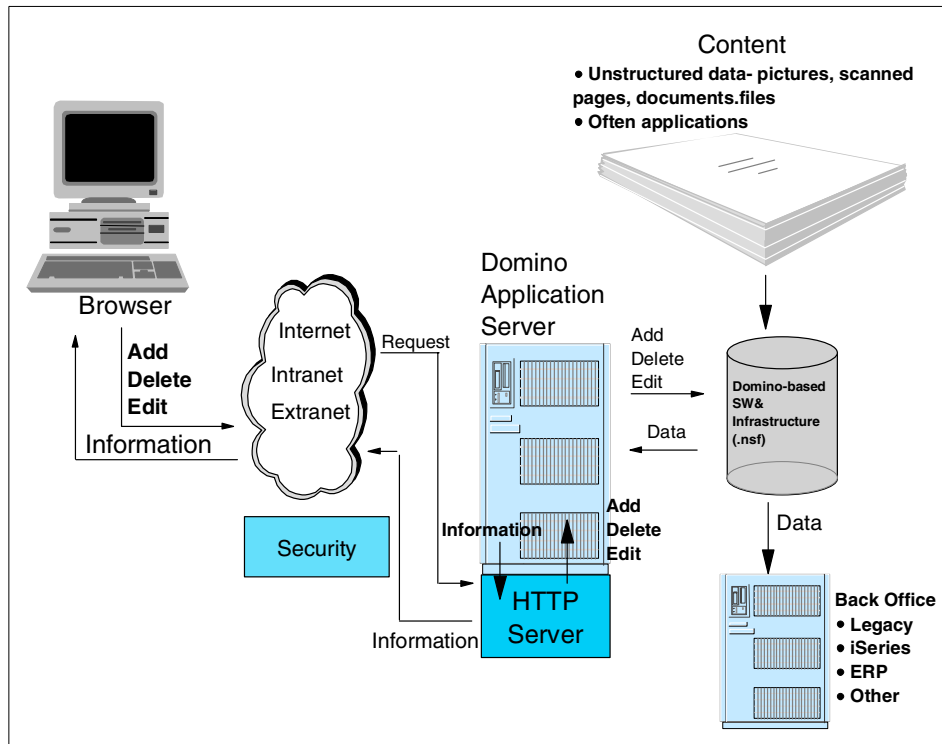 Content
• Unstructured data- pictures, scanned
pages, documents.files
• Often applications
Browser
Add
Delete
Edit
Information
Internet
Intranet
Extranet
Security
Request
Information
Domino
Application
Server
Information
Add
Delete
Edit
HTTP
Server
Add
Delete
Edit
Data
Domino-based
SW&
Infrastructure
(.nsf)
Data
Back Office
• Legacy
• iSeries
• ERP
• Other